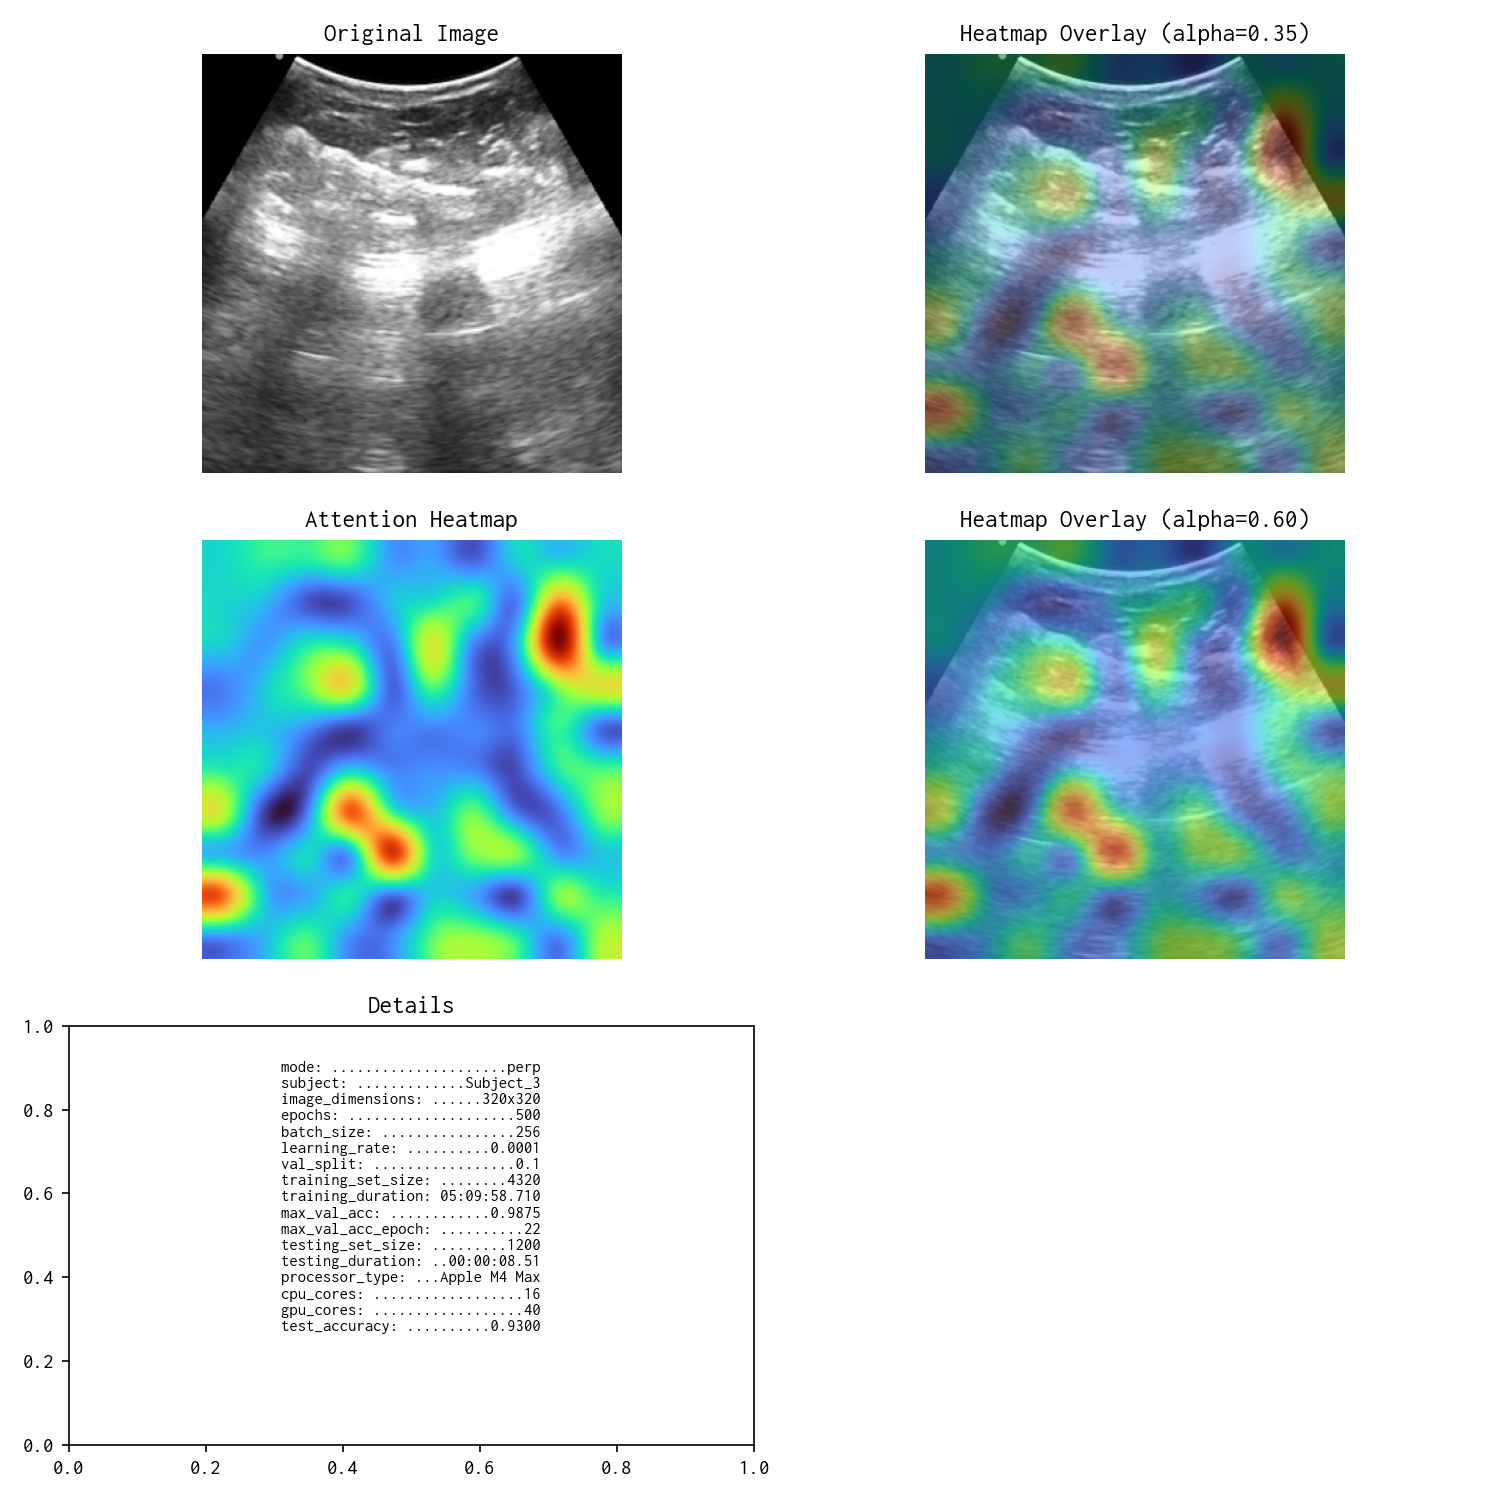 Original Image
Heatmap Overlay (alpha=0.35)
Attention Heatmap
Heatmap Overlay (alpha=0.60)
Details
1.0
0.8
0.6
0.4
0.2
0.0
mode: .....................perp
subject: .............Subject_3
image_dimensions: ......320x320
epochs: ....................500
batch_size: ................256
learning_rate: ..........0.0001
val_split: .................0.1
training_set_size: ........4320
training_duration: 05:09:58.710
max_val_acc: ............0.9875
max_val_acc_epoch: ..........22
testing_set_size: .........1200
testing_duration: ..00:00:08.51
processor_type: ...Apple M4 Max
cpu_cores: ..................16
gpu_cores: ..................40
test_accuracy: ..........0.9300
0.0 0.2 0.4 0.6 0.8 1.0